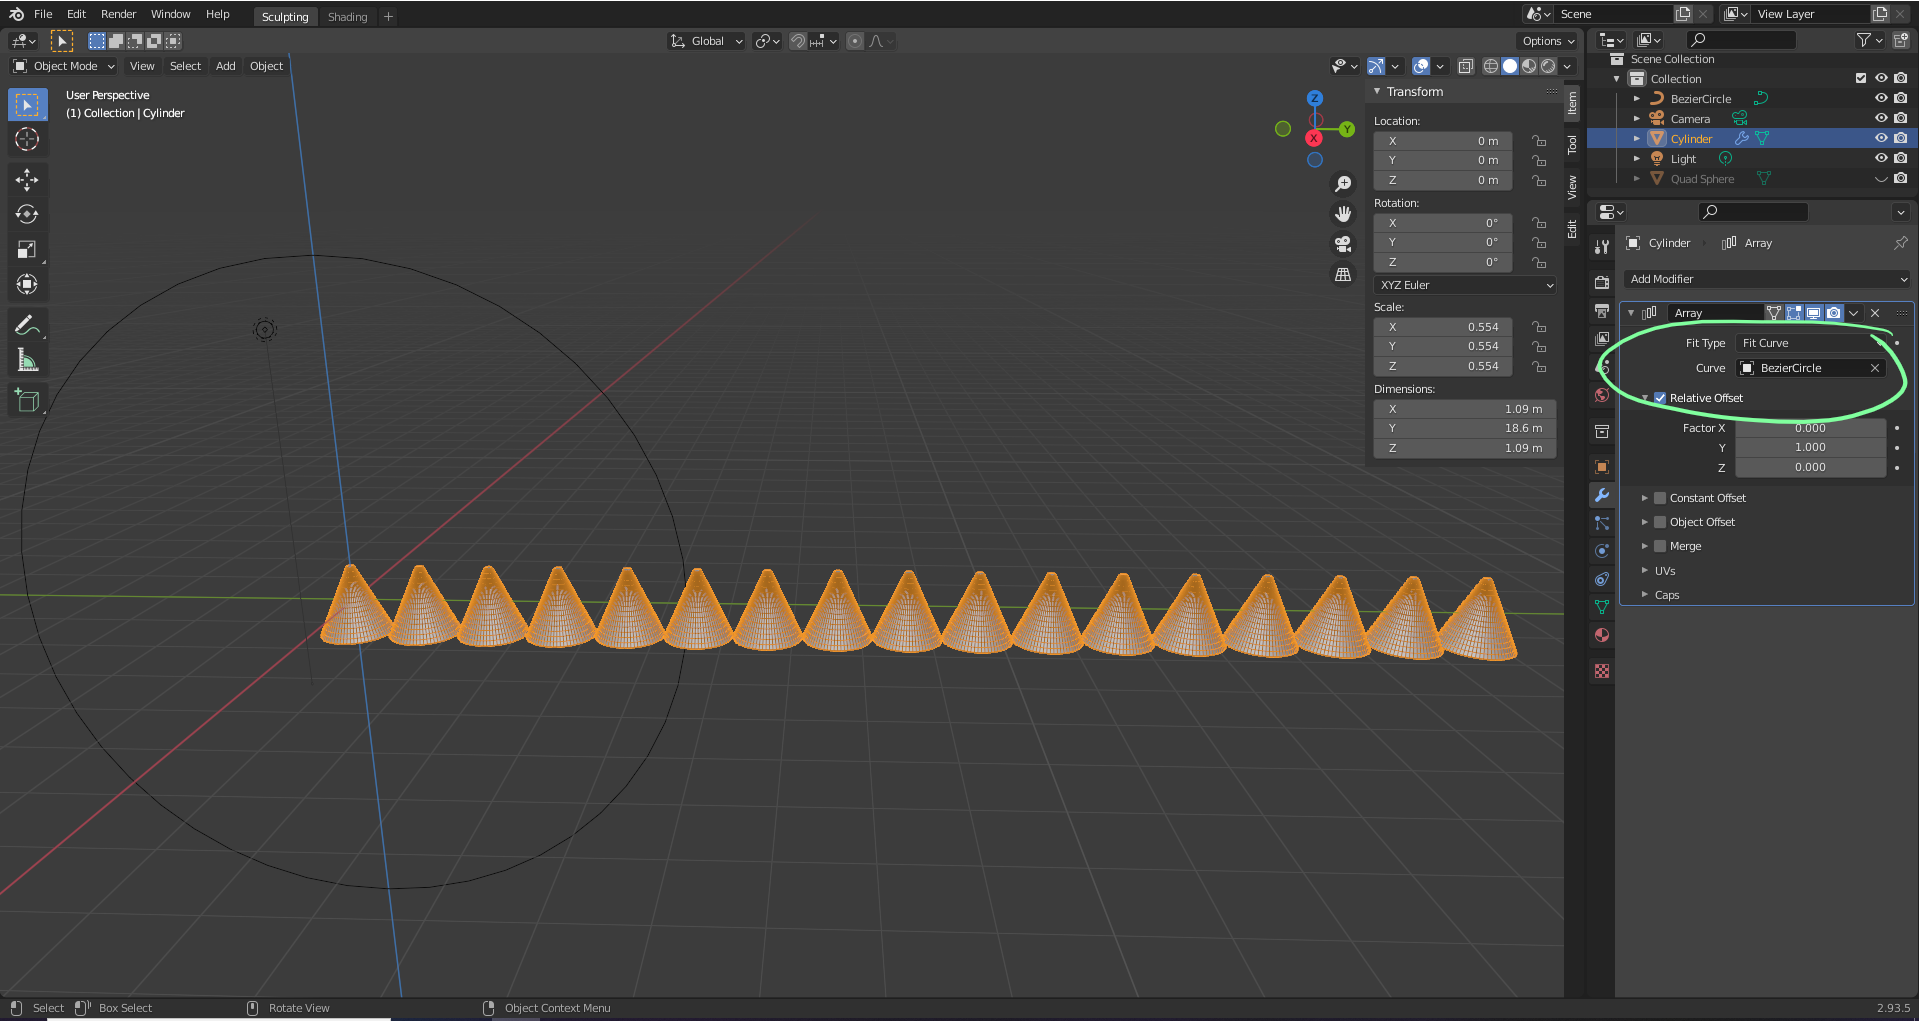 File Edit Render Window Help Sculpting Shading + Scene View Layer
Global Options
Object Mode View Select Add Object
User Perspective
(1) Collection | Cylinder
Z
Y
X
Transform
Location:
X 0 m
Y 0 m
Z 0 m
Rotation:
X 0°
Y 0°
Z 0°
XYZ Euler
Scale:
X 0.554
Y 0.554
Z 0.554
Dimensions:
X 1.09 m
Y 18.6 m
Z 1.09 m
Item
Tool
View
Edit
Scene Collection
Collection
BezierCircle
Camera
Cylinder
Light
Quad Sphere
Cylinder Array
Add Modifier
Array
Fit Type Fit Curve
Curve BezierCircle
Relative Offset
Factor X 0.000
Y 1.000
Z 0.000
Constant Offset
Object Offset
Merge
UVs
Caps
Select Box Select Rotate View Object Context Menu 2.93.5